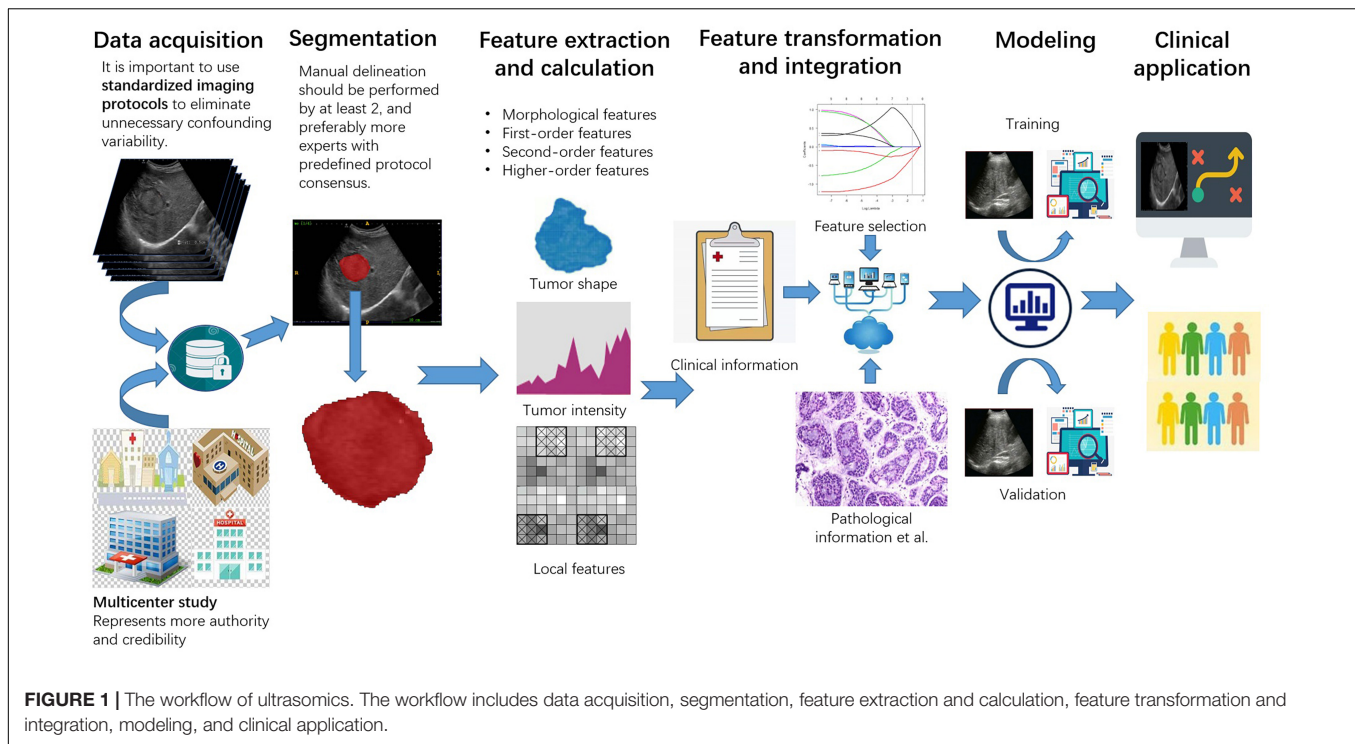 Data acquisition
It is important to use
standardized imaging
protocols to eliminate
unnecessary confounding
variability.
Multicenter study
Represents more authority
and credibility
Segmentation
Manual delineation
should be performed
by at least 2, and
preferably more
experts with
predefined protocol
consensus.
Feature extraction
and calculation
• Morphological features
• First-order features
• Second-order features
• Higher-order features
Tumor shape
Tumor intensity
Local features
Feature transformation
and integration
Coefficients
Log Lambda
Feature selection
Clinical information
Pathological
information et al.
Modeling
Training
Validation
Clinical
application
HOSPITAL
HOSPITAL
H
FIGURE 1 | The workflow of ultrasomics. The workflow includes data acquisition, segmentation, feature extraction and calculation, feature transformation and
integration, modeling, and clinical application.